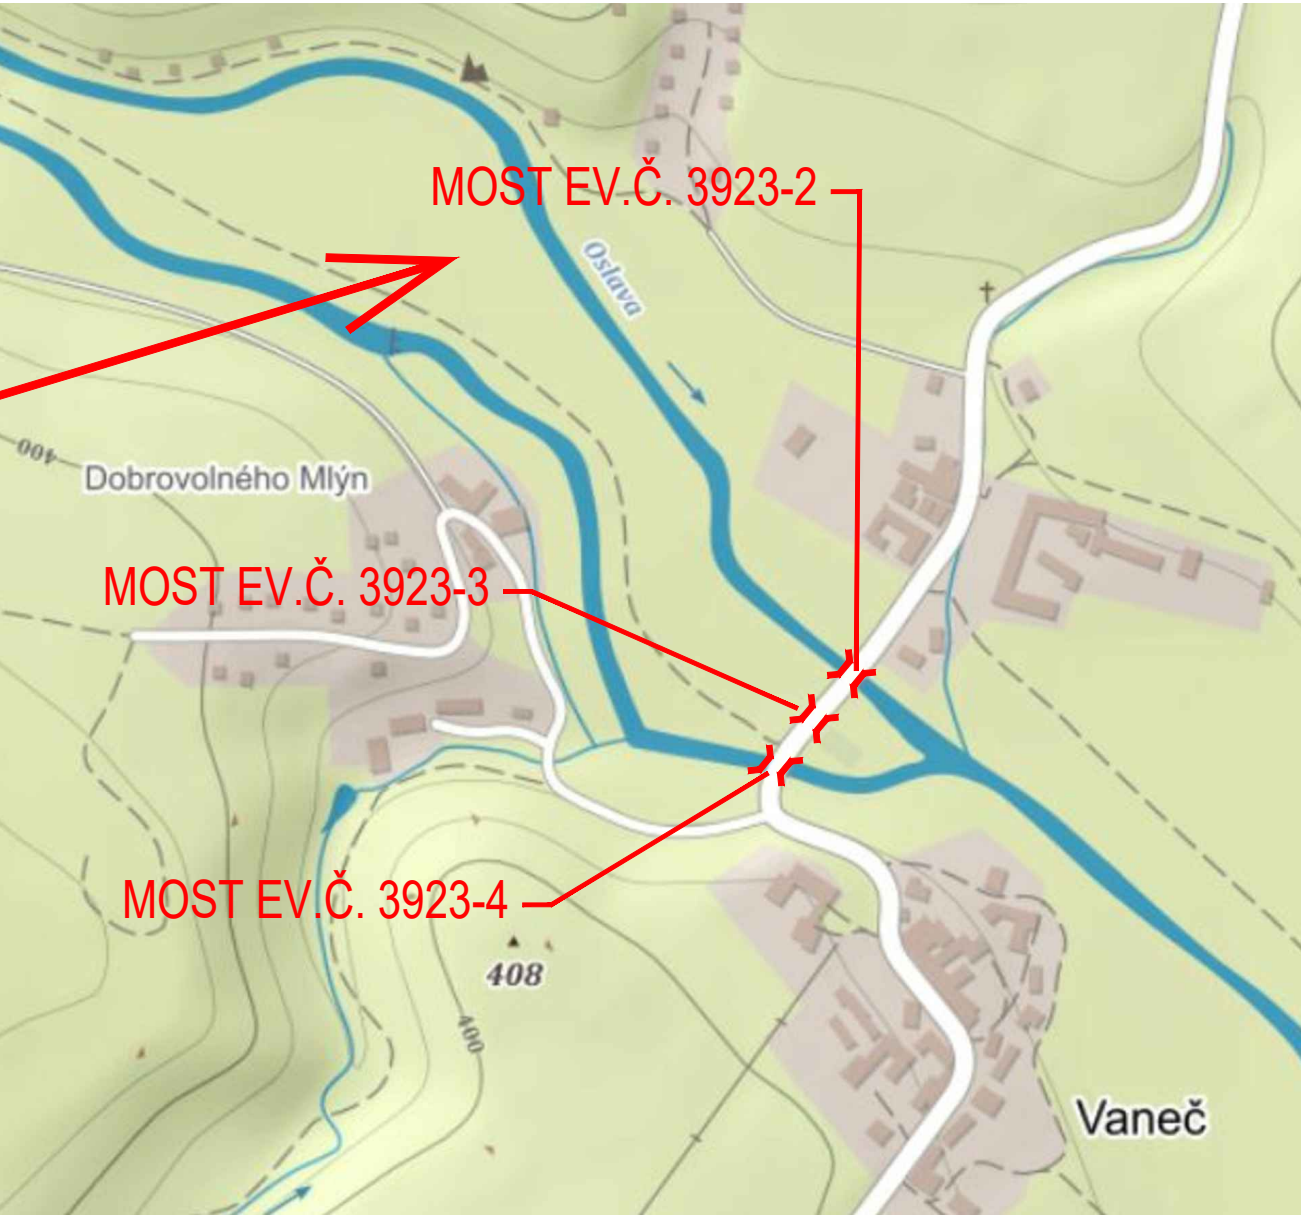 MOST EV.Č. 3923-2
Oslava
400
Dobrovolného Mlýn
MOST EV.Č. 3923-3
MOST EV.Č. 3923-4
408
400
Vaneč